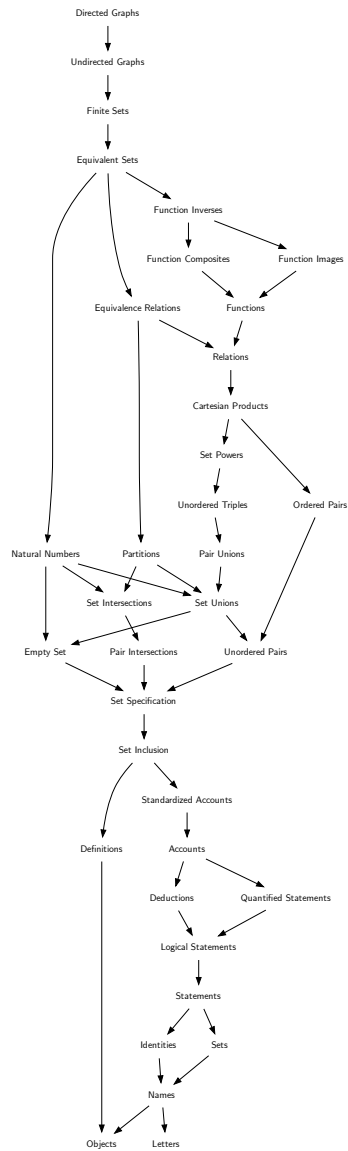 Directed Graphs
Undirected Graphs
Finite Sets
Equivalent Sets
Function Inverses
Function Composites
Function Images
Equivalence Relations
Functions
Relations
Cartesian Products
Set Powers
Unordered Triples
Ordered Pairs
Natural Numbers
Partitions
Pair Unions
Set Intersections
Set Unions
Empty Set
Pair Intersections
Unordered Pairs
Set Specification
Set Inclusion
Standardized Accounts
Definitions
Accounts
Deductions
Quantified Statements
Logical Statements
Statements
Identities
Sets
Names
Objects
Letters